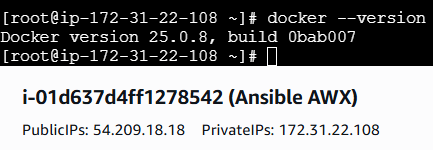 [root@ip-172-31-22-108 ~]# docker --version
Docker version 25.0.8, build 0bab007
[root@ip-172-31-22-108 ~]#
i-01d637d4ff1278542 (Ansible AWX)
PublicIPs: 54.209.18.18 PrivateIPs: 172.31.22.108